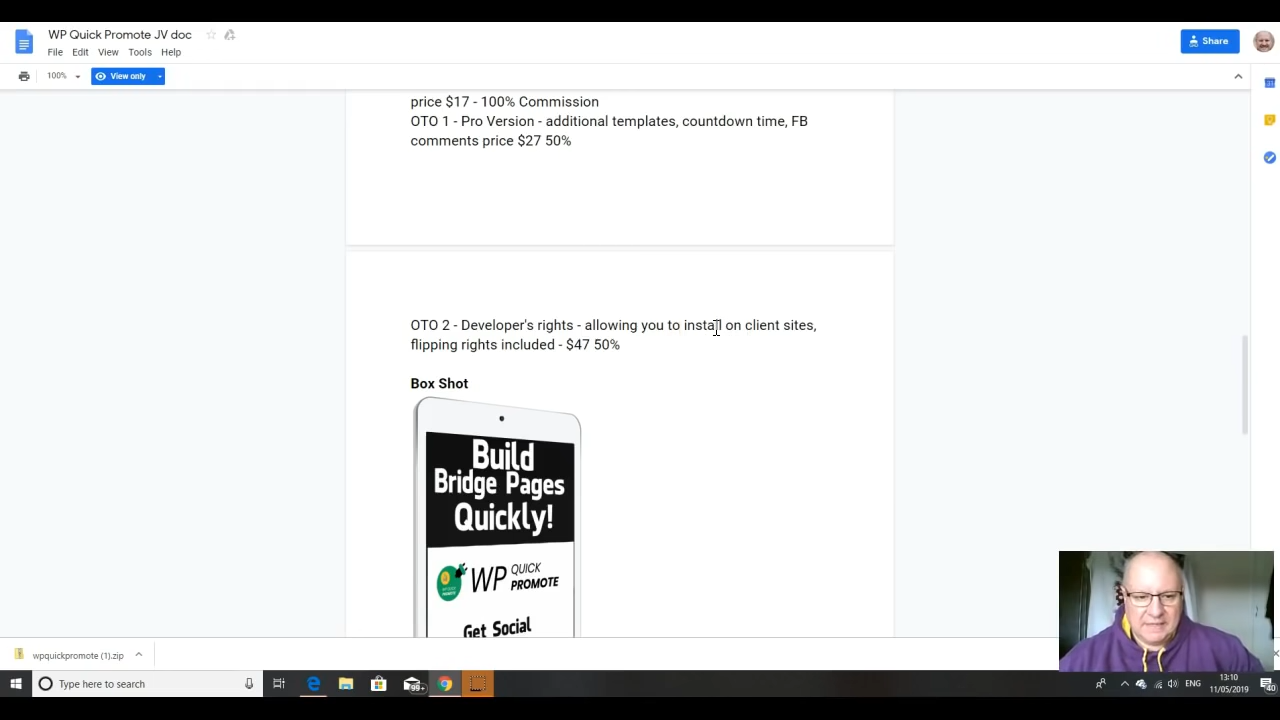 WP Quick Promote JV doc
File Edit View Tools Help
Share
100%
View only
price $17 - 100% Commission
OTO 1 - Pro Version - additional templates, countdown time, FB
comments price $27 50%
OTO 2 - Developer's rights - allowing you to install on client sites,
flipping rights included - $47 50%
Box Shot
Build
Bridge Pages
Quickly!
WP QUICK
PROMOTE
Get Social
wpquickpromote (1).zip
Type here to search
99+
ENG
13:10
11/05/2019
40